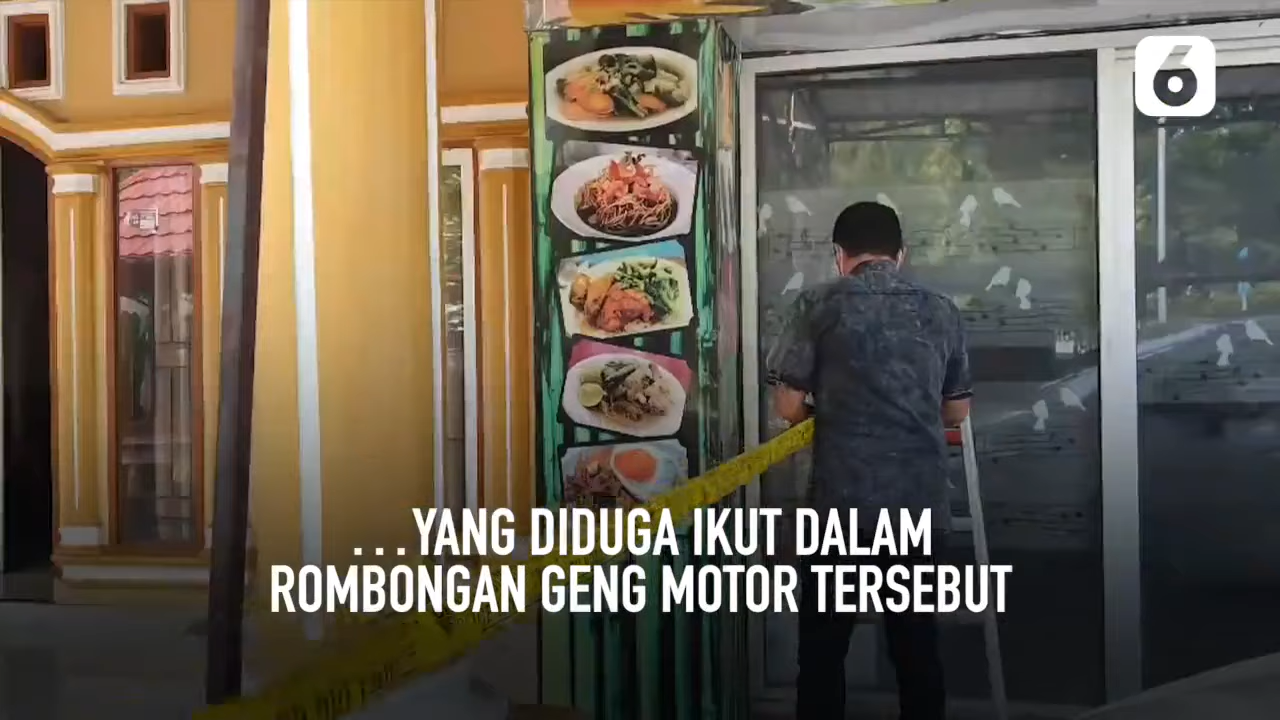 ...YANG DIDUGA IKUT DALAM
ROMBONGAN GENG MOTOR TERSEBUT